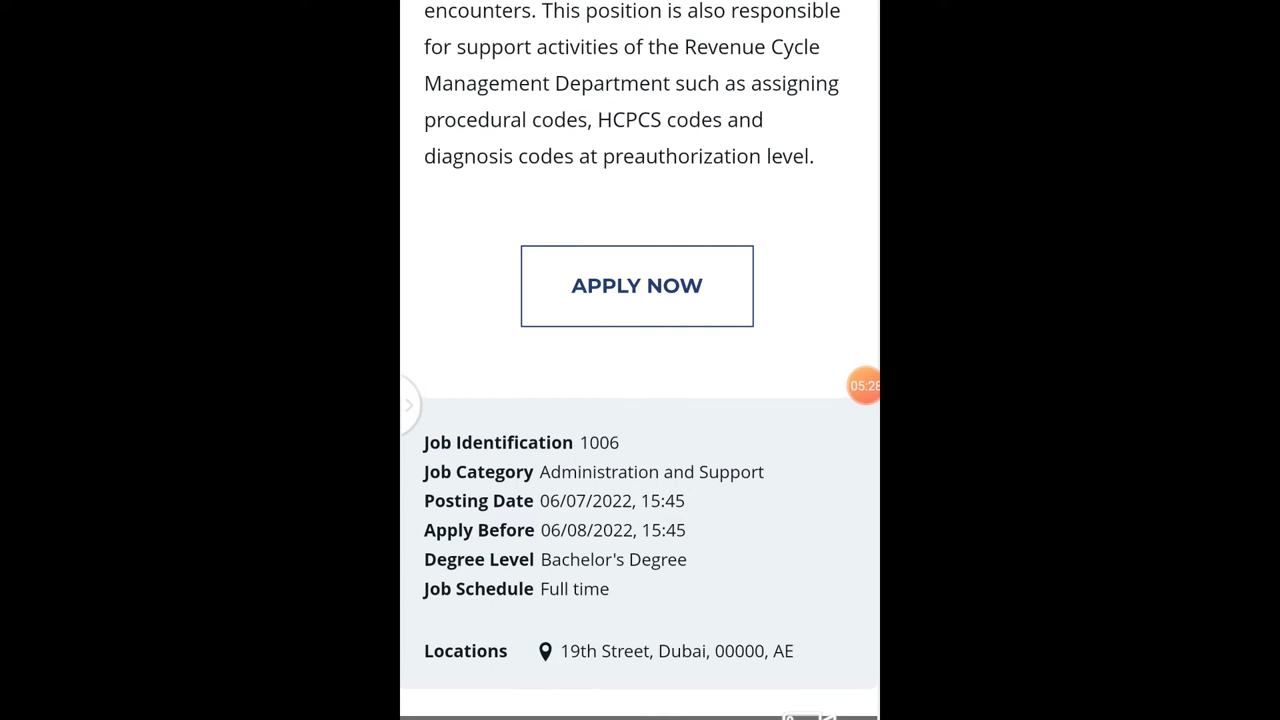 encounters. This position is also responsible
for support activities of the Revenue Cycle
Management Department such as assigning
procedural codes, HCPCS codes and
diagnosis codes at preauthorization level.
APPLY NOW
05:28
Job Identification 1006
Job Category Administration and Support
Posting Date 06/07/2022, 15:45
Apply Before 06/08/2022, 15:45
Degree Level Bachelor's Degree
Job Schedule Full time
Locations 19th Street, Dubai, 00000, AE